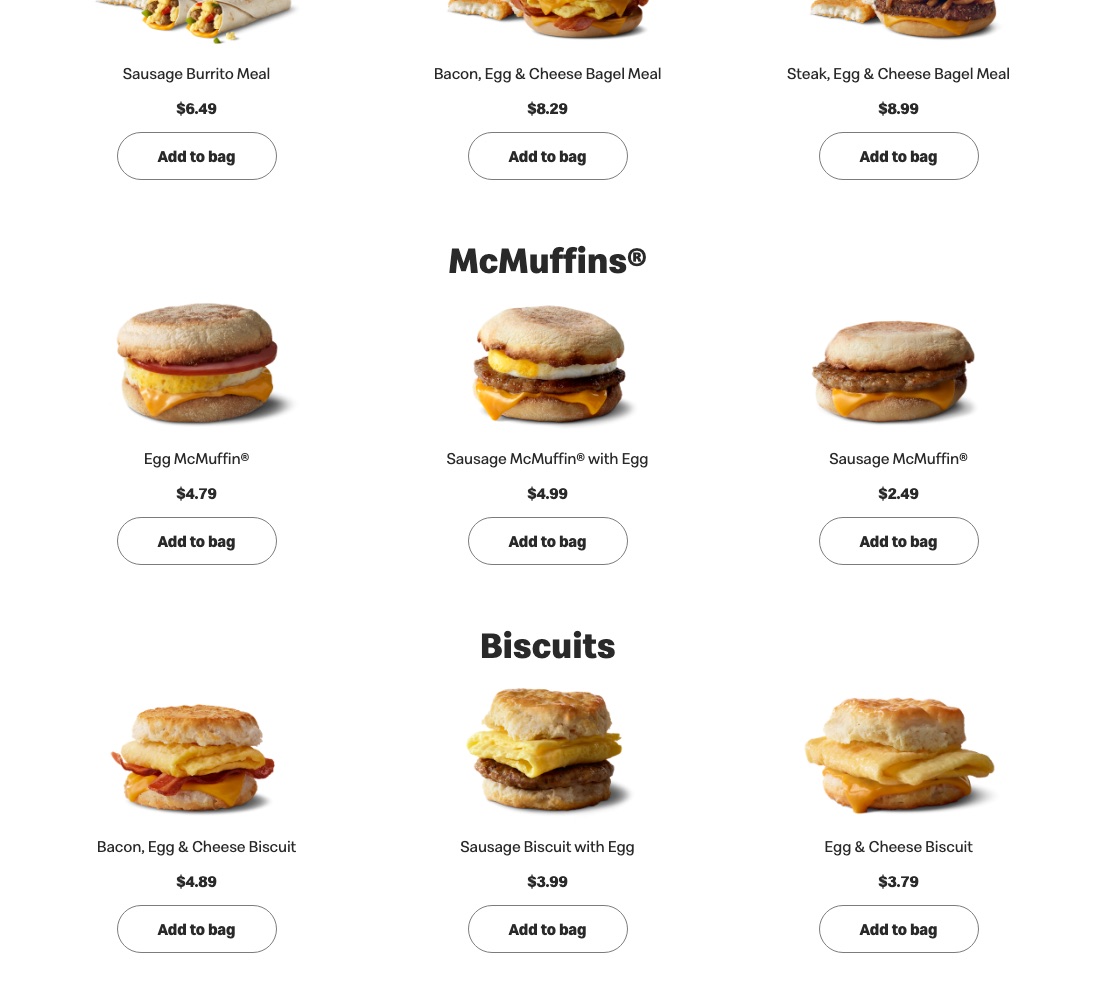 Sausage Burrito Meal
Bacon, Egg & Cheese Bagel Meal
Steak, Egg & Cheese Bagel Meal
$6.49
$8.29
$8.99
Add to bag
Add to bag
Add to bag
McMuffins®
Egg McMuffin®
Sausage McMuffin® with Egg
Sausage McMuffin®
$4.79
$4.99
$2.49
Add to bag
Add to bag
Add to bag
Biscuits
Bacon, Egg & Cheese Biscuit
Sausage Biscuit with Egg
Egg & Cheese Biscuit
$4.89
$3.99
$3.79
Add to bag
Add to bag
Add to bag